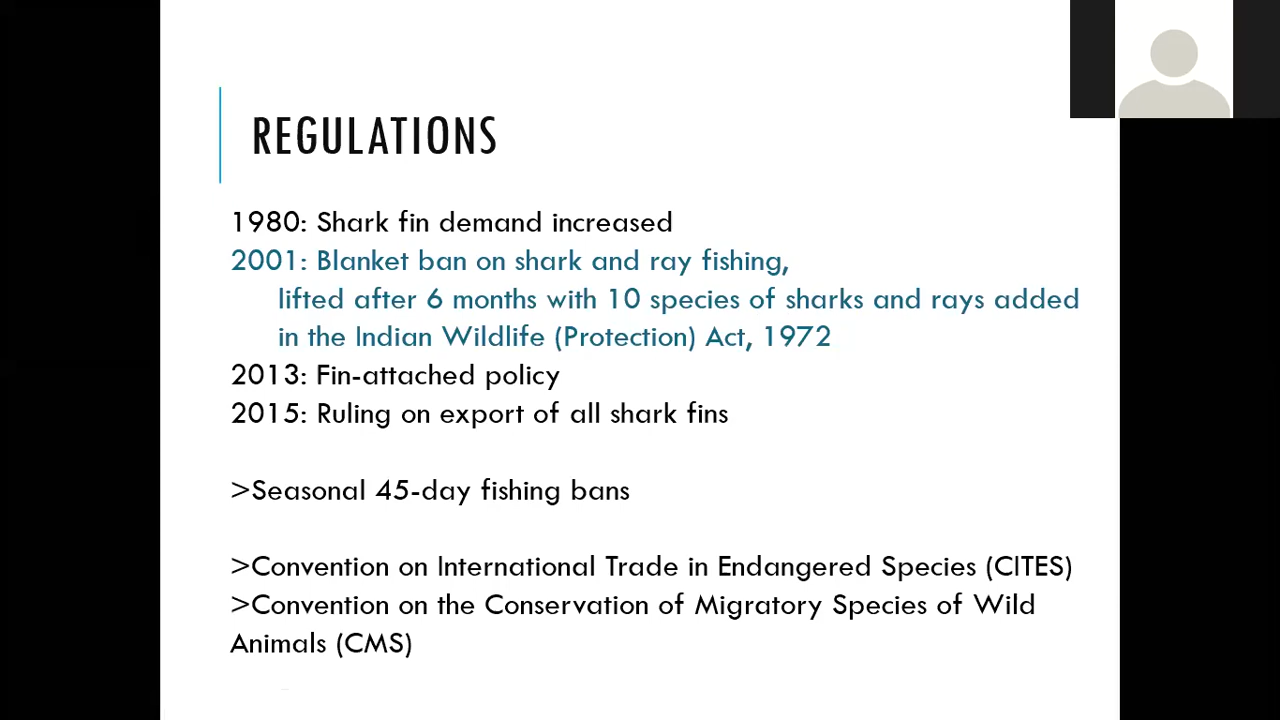 REGULATIONS
1980: Shark fin demand increased
2001: Blanket ban on shark and ray fishing,
lifted after 6 months with 10 species of sharks and rays added
in the Indian Wildlife (Protection) Act, 1972
2013: Fin-attached policy
2015: Ruling on export of all shark fins
>Seasonal 45-day fishing bans
>Convention on International Trade in Endangered Species (CITES)
>Convention on the Conservation of Migratory Species of Wild
Animals (CMS)